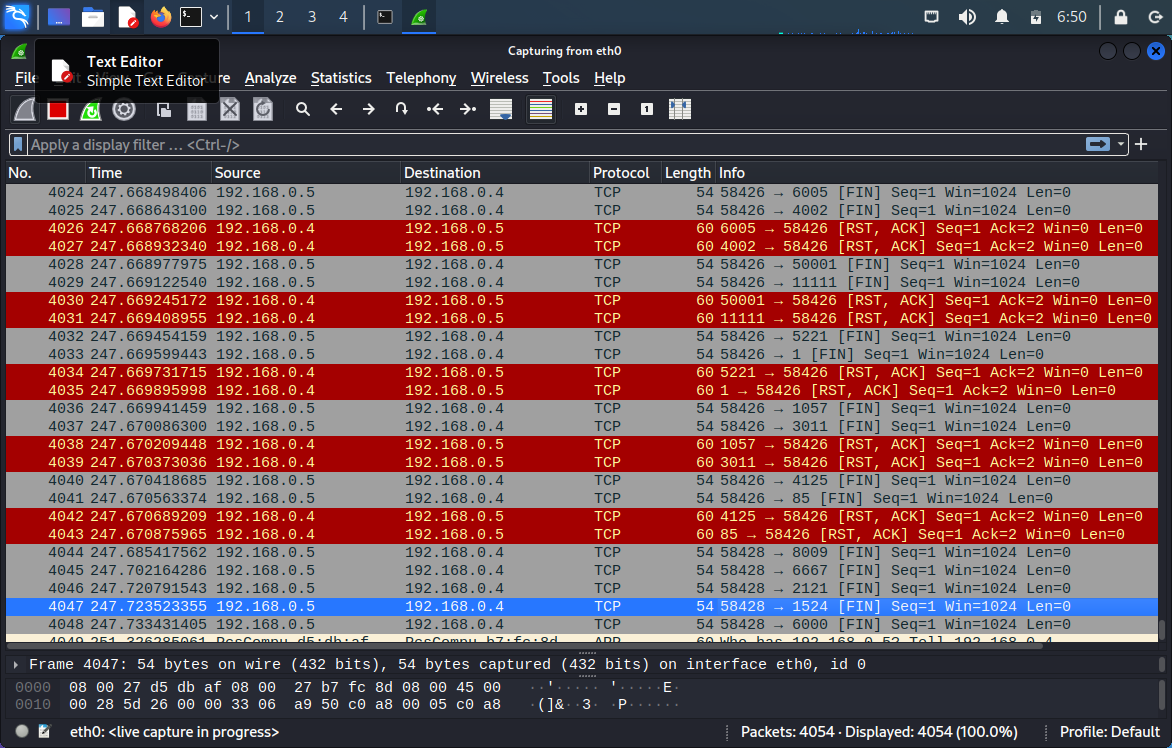 1 2 3 4 6:50
Capturing from eth0
Text Editor
Simple Text Editor
File Capture Analyze Statistics Telephony Wireless Tools Help
Apply a display filter … <Ctrl-/>
No. Time Source Destination Protocol Length Info
4024 247.668498406 192.168.0.5 192.168.0.4 TCP 54 58426 → 6005 [FIN] Seq=1 Win=1024 Len=0
4025 247.668643100 192.168.0.5 192.168.0.4 TCP 54 58426 → 4002 [FIN] Seq=1 Win=1024 Len=0
4026 247.668768206 192.168.0.4 192.168.0.5 TCP 60 6005 → 58426 [RST, ACK] Seq=1 Ack=2 Win=0 Len=0
4027 247.668932340 192.168.0.4 192.168.0.5 TCP 60 4002 → 58426 [RST, ACK] Seq=1 Ack=2 Win=0 Len=0
4028 247.668977975 192.168.0.5 192.168.0.4 TCP 54 58426 → 50001 [FIN] Seq=1 Win=1024 Len=0
4029 247.669122540 192.168.0.5 192.168.0.4 TCP 54 58426 → 11111 [FIN] Seq=1 Win=1024 Len=0
4030 247.669245172 192.168.0.4 192.168.0.5 TCP 60 50001 → 58426 [RST, ACK] Seq=1 Ack=2 Win=0 Len=0
4031 247.669408955 192.168.0.4 192.168.0.5 TCP 60 11111 → 58426 [RST, ACK] Seq=1 Ack=2 Win=0 Len=0
4032 247.669454159 192.168.0.5 192.168.0.4 TCP 54 58426 → 5221 [FIN] Seq=1 Win=1024 Len=0
4033 247.669599443 192.168.0.5 192.168.0.4 TCP 54 58426 → 1 [FIN] Seq=1 Win=1024 Len=0
4034 247.669731715 192.168.0.4 192.168.0.5 TCP 60 5221 → 58426 [RST, ACK] Seq=1 Ack=2 Win=0 Len=0
4035 247.669895998 192.168.0.4 192.168.0.5 TCP 60 1 → 58426 [RST, ACK] Seq=1 Ack=2 Win=0 Len=0
4036 247.669941459 192.168.0.5 192.168.0.4 TCP 54 58426 → 1057 [FIN] Seq=1 Win=1024 Len=0
4037 247.670086300 192.168.0.5 192.168.0.4 TCP 54 58426 → 3011 [FIN] Seq=1 Win=1024 Len=0
4038 247.670209448 192.168.0.4 192.168.0.5 TCP 60 1057 → 58426 [RST, ACK] Seq=1 Ack=2 Win=0 Len=0
4039 247.670373036 192.168.0.4 192.168.0.5 TCP 60 3011 → 58426 [RST, ACK] Seq=1 Ack=2 Win=0 Len=0
4040 247.670418685 192.168.0.5 192.168.0.4 TCP 54 58426 → 4125 [FIN] Seq=1 Win=1024 Len=0
4041 247.670563374 192.168.0.5 192.168.0.4 TCP 54 58426 → 85 [FIN] Seq=1 Win=1024 Len=0
4042 247.670689209 192.168.0.4 192.168.0.5 TCP 60 4125 → 58426 [RST, ACK] Seq=1 Ack=2 Win=0 Len=0
4043 247.670875965 192.168.0.4 192.168.0.5 TCP 60 85 → 58426 [RST, ACK] Seq=1 Ack=2 Win=0 Len=0
4044 247.685417562 192.168.0.5 192.168.0.4 TCP 54 58428 → 8009 [FIN] Seq=1 Win=1024 Len=0
4045 247.702164286 192.168.0.5 192.168.0.4 TCP 54 58428 → 6667 [FIN] Seq=1 Win=1024 Len=0
4046 247.720791543 192.168.0.5 192.168.0.4 TCP 54 58428 → 2121 [FIN] Seq=1 Win=1024 Len=0
4047 247.723523355 192.168.0.5 192.168.0.4 TCP 54 58428 → 1524 [FIN] Seq=1 Win=1024 Len=0
4048 247.733431405 192.168.0.5 192.168.0.4 TCP 54 58428 → 6000 [FIN] Seq=1 Win=1024 Len=0
4049 251.326285061 PcsCompu_d5:db:af PcsCompu_b7:fc:8d ARP 60 Who has 192.168.0.5? Tell 192.168.0.4
Frame 4047: 54 bytes on wire (432 bits), 54 bytes captured (432 bits) on interface eth0, id 0
0000 08 00 27 d5 db af 08 00 27 b7 fc 8d 08 00 45 00 ··'····· '·····E·
0010 00 28 5d 26 00 00 33 06 a9 50 c0 a8 00 05 c0 a8 ·(]&··3· ·P······
eth0: <live capture in progress> Packets: 4054 · Displayed: 4054 (100.0%) Profile: Default